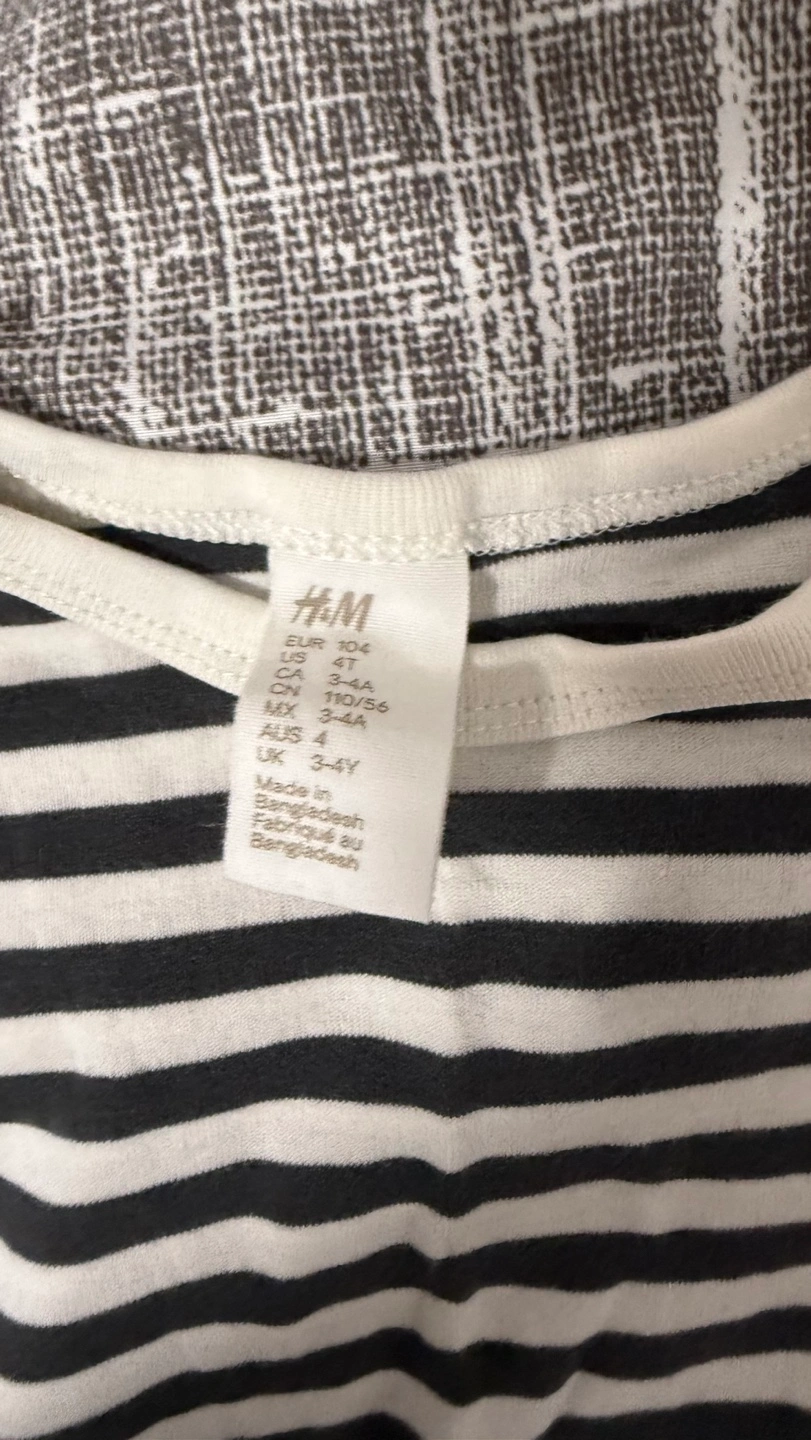 H&M
EUR 104
US 4T
CA 3-4A
CN 110/56
MX 3-4A
AUS 4
UK 3-4Y
Made in
Bangladesh
Fabriqué au
Bangladesh